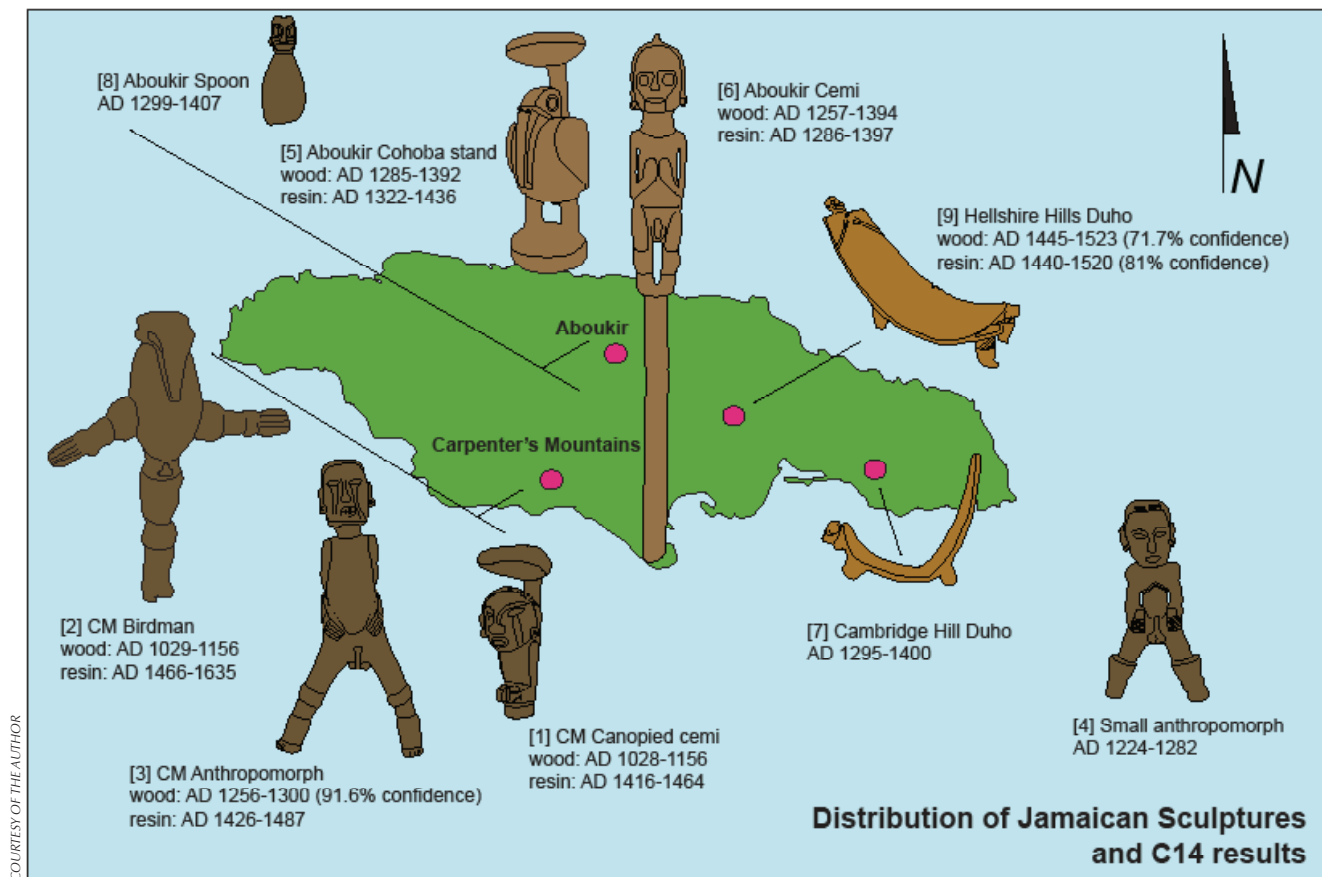 [8] Aboukir Spoon
AD 1299-1407
[5] Aboukir Cohoba stand
wood: AD 1285-1392
resin: AD 1322-1436
[6] Aboukir Cemi
wood: AD 1257-1394
resin: AD 1286-1397
N
[9] Hellshire Hills Duho
wood: AD 1445-1523 (71.7% confidence)
resin: AD 1440-1520 (81% confidence)
Aboukir
Carpenter's Mountains
[2] CM Birdman
wood: AD 1029-1156
resin: AD 1466-1635
[3] CM Anthropomorph
wood: AD 1256-1300 (91.6% confidence)
resin: AD 1426-1487
[1] CM Canopied cemi
wood: AD 1028-1156
resin: AD 1416-1464
[7] Cambridge Hill Duho
AD 1295-1400
[4] Small anthropomorph
AD 1224-1282
Distribution of Jamaican Sculptures
and C14 results
COURTESY OF THE AUTHOR